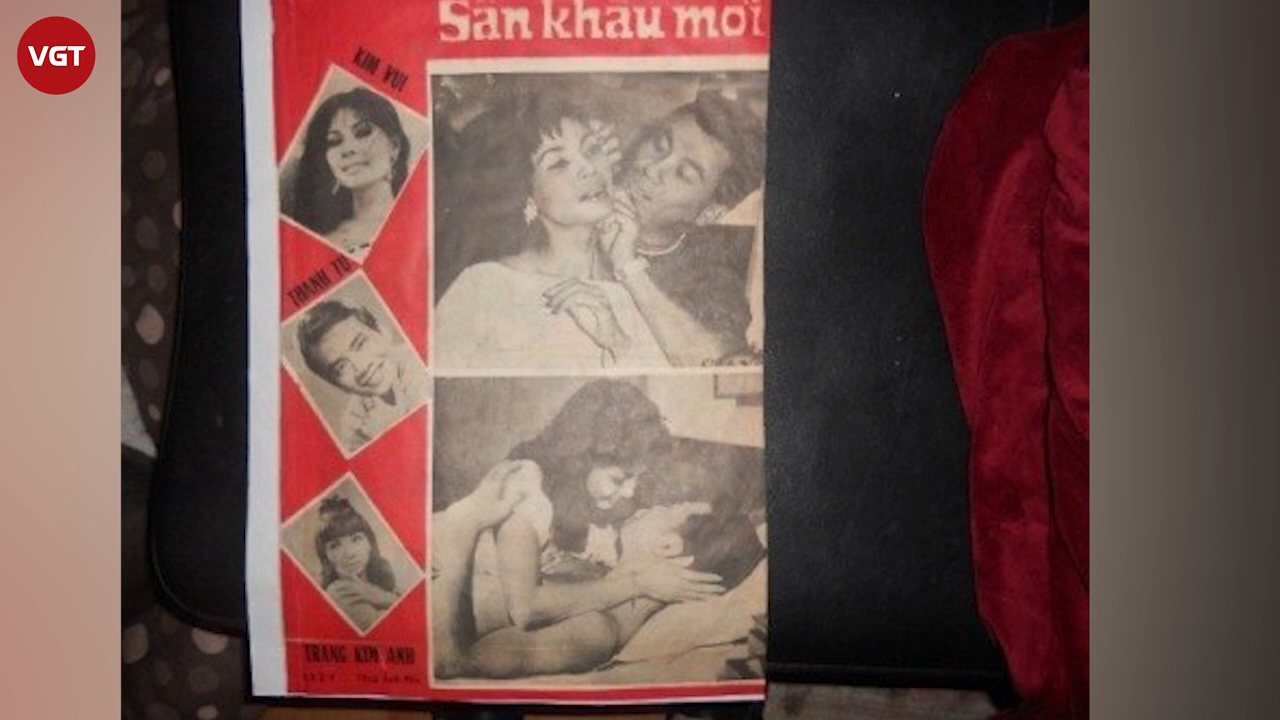 VGT
Sân khấu mới
KIM VUI
THANH TÚ
TRANG KIM ANH